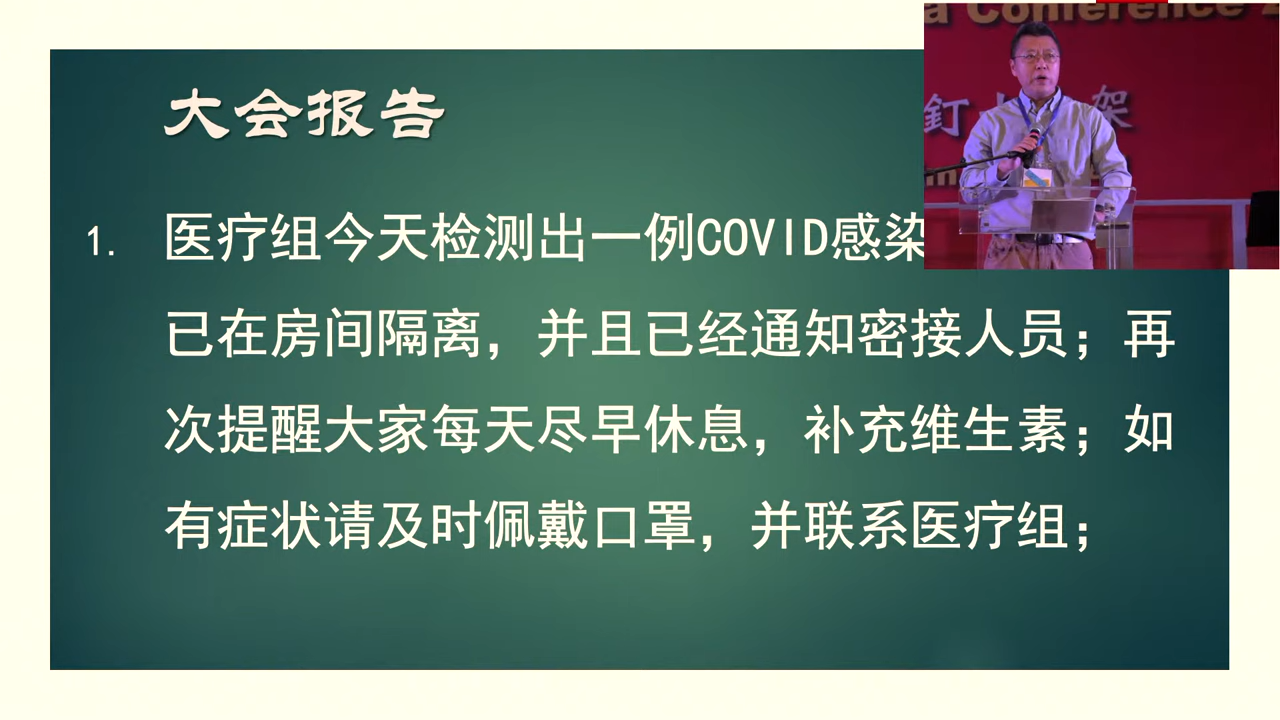 a Conference
釘 架
大会报告
1. 医疗组今天检测出一例COVID感染
已在房间隔离，并且已经通知密接人员；再
次提醒大家每天尽早休息，补充维生素；如
有症状请及时佩戴口罩，并联系医疗组；